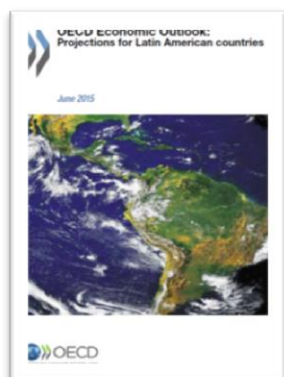 OECD Economic Outlook:
Projections for Latin American countries
June 2015
OECD